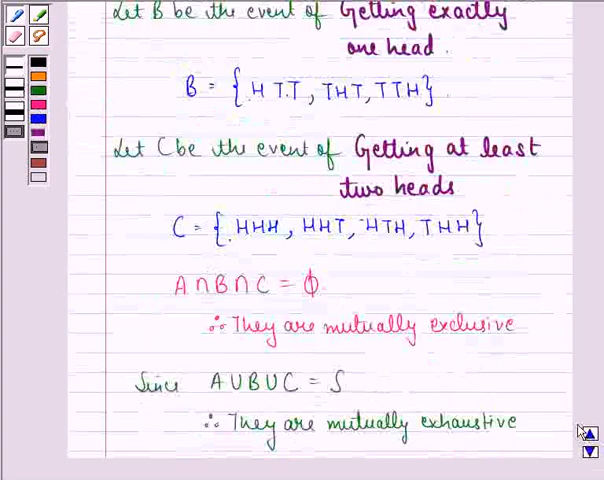 Let B be the event of Getting exactly
one head.
B = {HTT, THT, TTH}
Let C be the event of Getting at least
two heads
C = {HHH, HHT, HTH, THH}
A∩B∩C = ϕ
∴ They are mutually exclusive
Since A∪B∪C = S
∴ They are mutually exhaustive